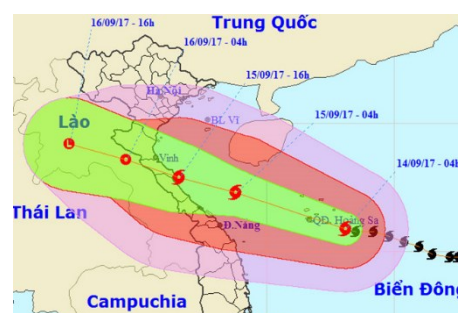 16/09/17 - 16h
Trung Quốc
16/09/17 - 04h
15/09/17 - 16h
Hà Nội
BL VĨ
15/09/17 - 04h
Lào
L
Vinh
14/09/17 - 04h
Thái Lan
QĐ. Hoàng Sa
Đ.Nẵng
Biển Đông
Campuchia